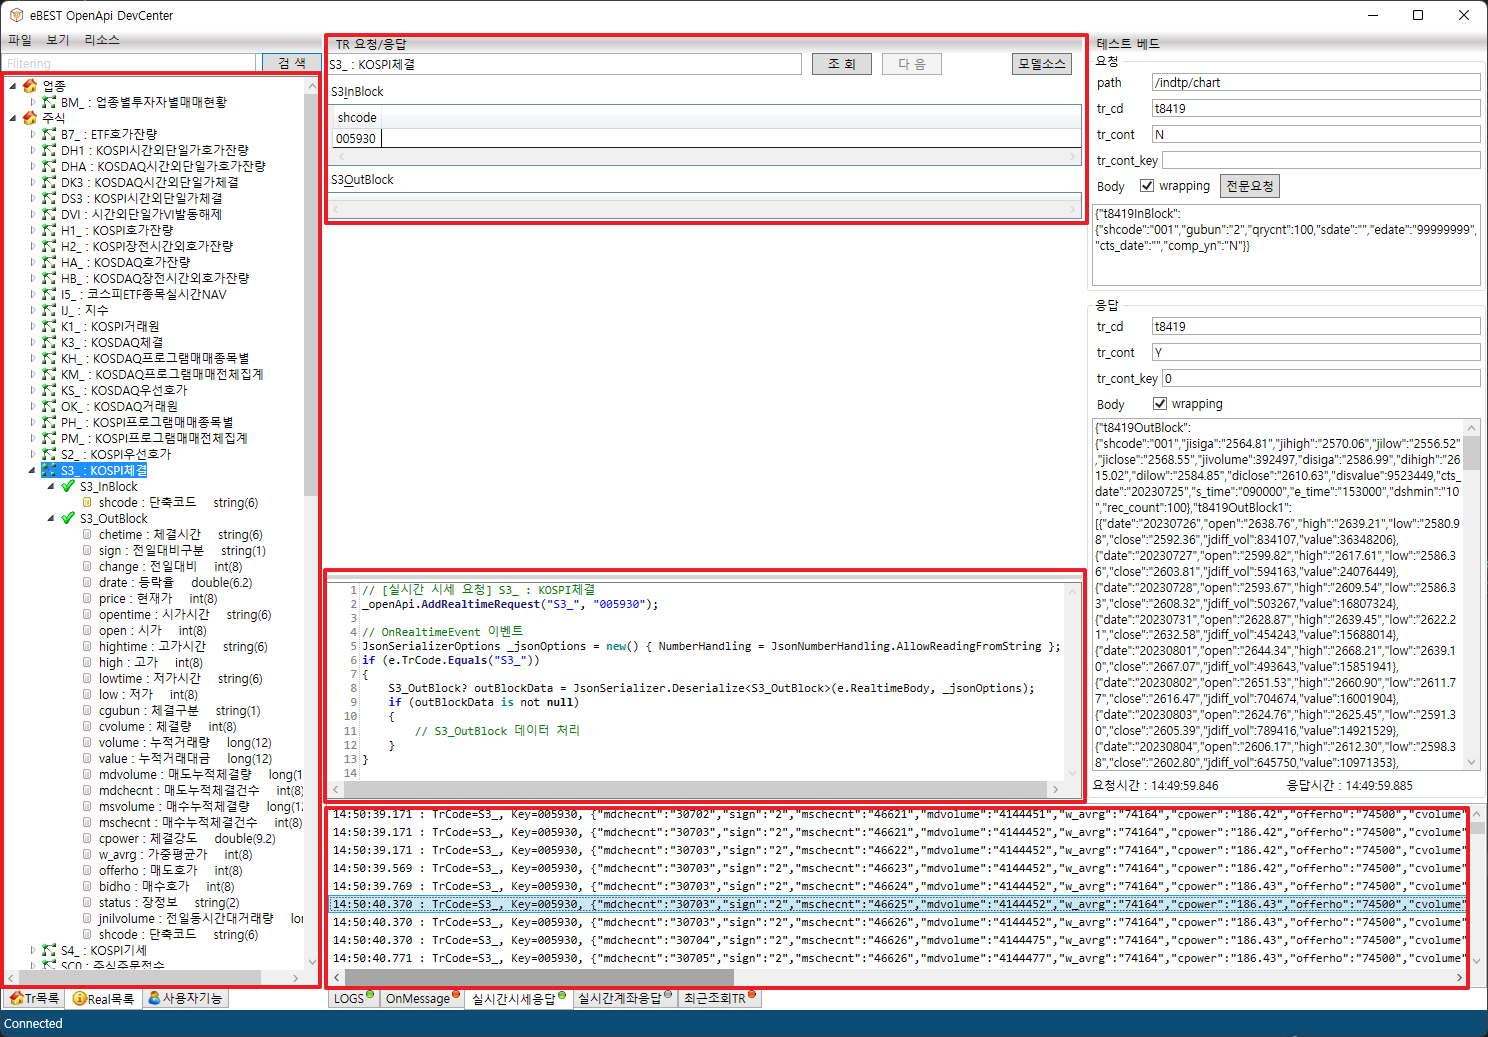 eBEST OpenApi DevCenter
파일 보기 리소스
Filtering
검 색
업종
BM_ : 업종별투자자별매매현황
주식
B7_ : ETF호가잔량
DH1 : KOSPI시간외단일가호가잔량
DHA : KOSDAQ시간외단일가호가잔량
DK3 : KOSDAQ시간외단일가체결
DS3 : KOSPI시간외단일가체결
DVI : 시간외단일가VI발동해제
H1_ : KOSPI호가잔량
H2_ : KOSPI장전시간외호가잔량
HA_ : KOSDAQ호가잔량
HB_ : KOSDAQ장전시간외호가잔량
I5_ : 코스피ETF종목실시간NAV
IJ_ : 지수
K1_ : KOSPI거래원
K3_ : KOSDAQ체결
KH_ : KOSDAQ프로그램매매종목별
KM_ : KOSDAQ프로그램매매전체집계
KS_ : KOSDAQ우선호가
OK_ : KOSDAQ거래원
PH_ : KOSPI프로그램매매종목별
PM_ : KOSPI프로그램매매전체집계
S2_ : KOSPI우선호가
S3_ : KOSPI체결
S3_InBlock
shcode : 단축코드 string(6)
S3_OutBlock
chetime : 체결시간 string(6)
sign : 전일대비구분 string(1)
change : 전일대비 int(8)
drate : 등락율 double(6.2)
price : 현재가 int(8)
opentime : 시가시간 string(6)
open : 시가 int(8)
hightime : 고가시간 string(6)
high : 고가 int(8)
lowtime : 저가시간 string(6)
low : 저가 int(8)
cgubun : 체결구분 string(1)
cvolume : 체결량 int(8)
volume : 누적거래량 long(12)
value : 누적거래대금 long(12)
mdvolume : 매도누적체결량 long(1
mdchecnt : 매도누적체결건수 int(8)
msvolume : 매수누적체결량 long(1
mschecnt : 매수누적체결건수 int(8)
cpower : 체결강도 double(9.2)
w_avrg : 가중평균가 int(8)
offerho : 매도호가 int(8)
bidho : 매수호가 int(8)
status : 장정보 string(2)
jnilvolume : 전일동시간대거래량 lo
shcode : 단축코드 string(6)
S4_ : KOSPI기세
SC0 : 주식주문접수
Tr목록 Real목록 사용자기능
Connected
TR 요청/응답
S3_ : KOSPI체결
조 회 다 음 모델소스
S3InBlock
shcode
005930
S3OutBlock
1 // [실시간 시세 요청] S3_ : KOSPI체결
2 _openApi.AddRealtimeRequest("S3_", "005930");
3
4 // OnRealtimeEvent 이벤트
5 JsonSerializerOptions _jsonOptions = new() { NumberHandling = JsonNumberHandling.AllowReadingFromString };
6 if (e.TrCode.Equals("S3_"))
7 {
8 S3_OutBlock? outBlockData = JsonSerializer.Deserialize<S3_OutBlock>(e.RealtimeBody, _jsonOptions);
9 if (outBlockData is not null)
10 {
11 // S3_OutBlock 데이터 처리
12 }
13 }
14
14:50:39.171 : TrCode=S3_, Key=005930, {"mdchecnt":"30702","sign":"2","mschecnt":"46621","mdvolume":"4144451","w_avrg":"74164","cpower":"186.42","offerho":"74500","cvolume"
14:50:39.171 : TrCode=S3_, Key=005930, {"mdchecnt":"30703","sign":"2","mschecnt":"46621","mdvolume":"4144452","w_avrg":"74164","cpower":"186.42","offerho":"74500","cvolume"
14:50:39.171 : TrCode=S3_, Key=005930, {"mdchecnt":"30703","sign":"2","mschecnt":"46622","mdvolume":"4144452","w_avrg":"74164","cpower":"186.42","offerho":"74500","cvolume"
14:50:39.569 : TrCode=S3_, Key=005930, {"mdchecnt":"30703","sign":"2","mschecnt":"46623","mdvolume":"4144452","w_avrg":"74164","cpower":"186.42","offerho":"74500","cvolume"
14:50:39.769 : TrCode=S3_, Key=005930, {"mdchecnt":"30703","sign":"2","mschecnt":"46624","mdvolume":"4144452","w_avrg":"74164","cpower":"186.42","offerho":"74500","cvolume"
14:50:40.370 : TrCode=S3_, Key=005930, {"mdchecnt":"30703","sign":"2","mschecnt":"46625","mdvolume":"4144452","w_avrg":"74164","cpower":"186.43","offerho":"74500","cvolume"
14:50:40.370 : TrCode=S3_, Key=005930, {"mdchecnt":"30703","sign":"2","mschecnt":"46626","mdvolume":"4144452","w_avrg":"74164","cpower":"186.43","offerho":"74500","cvolume"
14:50:40.370 : TrCode=S3_, Key=005930, {"mdchecnt":"30704","sign":"2","mschecnt":"46626","mdvolume":"4144475","w_avrg":"74164","cpower":"186.43","offerho":"74500","cvolume"
14:50:40.771 : TrCode=S3_, Key=005930, {"mdchecnt":"30705","sign":"2","mschecnt":"46626","mdvolume":"4144477","w_avrg":"74164","cpower":"186.43","offerho":"74500","cvolume"
LOGS OnMessage 실시간시세응답 실시간계좌응답 최근조회TR
테스트 베드
요청
path /indtp/chart
tr_cd t8419
tr_cont N
tr_cont_key
Body wrapping 전문요청
{"t8419InBlock":
{"shcode":"001","gubun":"2","qrycnt":100,"sdate":"","edate":"99999999",
"cts_date":"","comp_yn":"N"}}
응답
tr_cd t8419
tr_cont Y
tr_cont_key 0
Body wrapping
{"t8419OutBlock":
{"shcode":"001","jisiga":"2564.81","jihigh":"2570.06","jilow":"2556.52"
,"jiclose":"2568.55","jivolume":392497,"disiga":"2586.99","dihigh":"26
15.02","dilow":"2584.85","diclose":"2610.63","disvalue":9523449,"cts_
date":"20230725","s_time":"090000","e_time":"153000","dshmin":"10
","rec_count":100},"t8419OutBlock1":
[{"date":"20230726","open":"2638.76","high":"2639.21","low":"2580.9
8","close":"2592.36","jdiff_vol":834107,"value":36348206},
{"date":"20230727","open":"2599.82","high":"2617.61","low":"2586.3
6","close":"2603.81","jdiff_vol":594163,"value":24076449},
{"date":"20230728","open":"2593.67","high":"2609.54","low":"2586.3
3","close":"2608.32","jdiff_vol":503267,"value":16807324},
{"date":"20230731","open":"2628.87","high":"2639.45","low":"2622.2
1","close":"2632.58","jdiff_vol":454243,"value":15688014},
{"date":"20230801","open":"2644.34","high":"2668.21","low":"2639.1
0","close":"2667.07","jdiff_vol":493643,"value":15851941},
{"date":"20230802","open":"2651.53","high":"2660.90","low":"2611.7
7","close":"2616.47","jdiff_vol":704674,"value":16001904},
{"date":"20230803","open":"2624.76","high":"2625.45","low":"2591.
30","close":"2605.39","jdiff_vol":789416,"value":14921529},
{"date":"20230804","open":"2606.17","high":"2612.30","low":"2598.3
8","close":"2602.80","jdiff_vol":645750,"value":10971353},
요청시간 : 14:49:59.846 응답시간 : 14:49:59.885